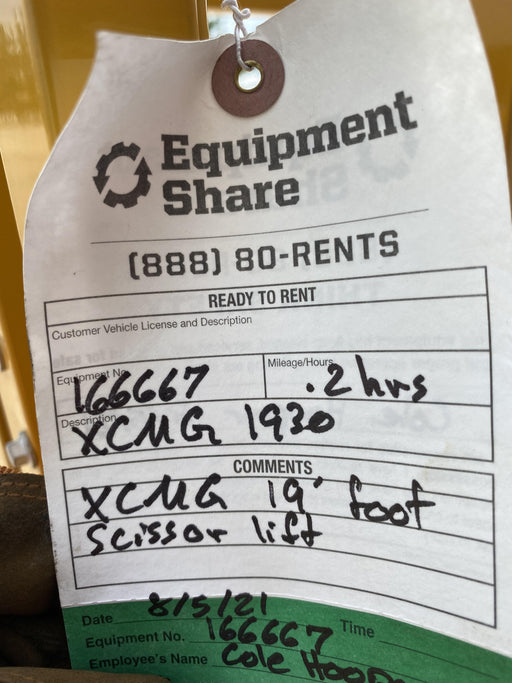 Equipment
Share
(888) 80-RENTS
READY TO RENT
Customer Vehicle License and Description
Equipment No. 166667 Mileage/Hours .2 hrs
Description XCMG 1930
COMMENTS
XCMG 19' foot
scissor lift
Date 8/5/21 Time
Equipment No. 166667
Employee's Name Cole